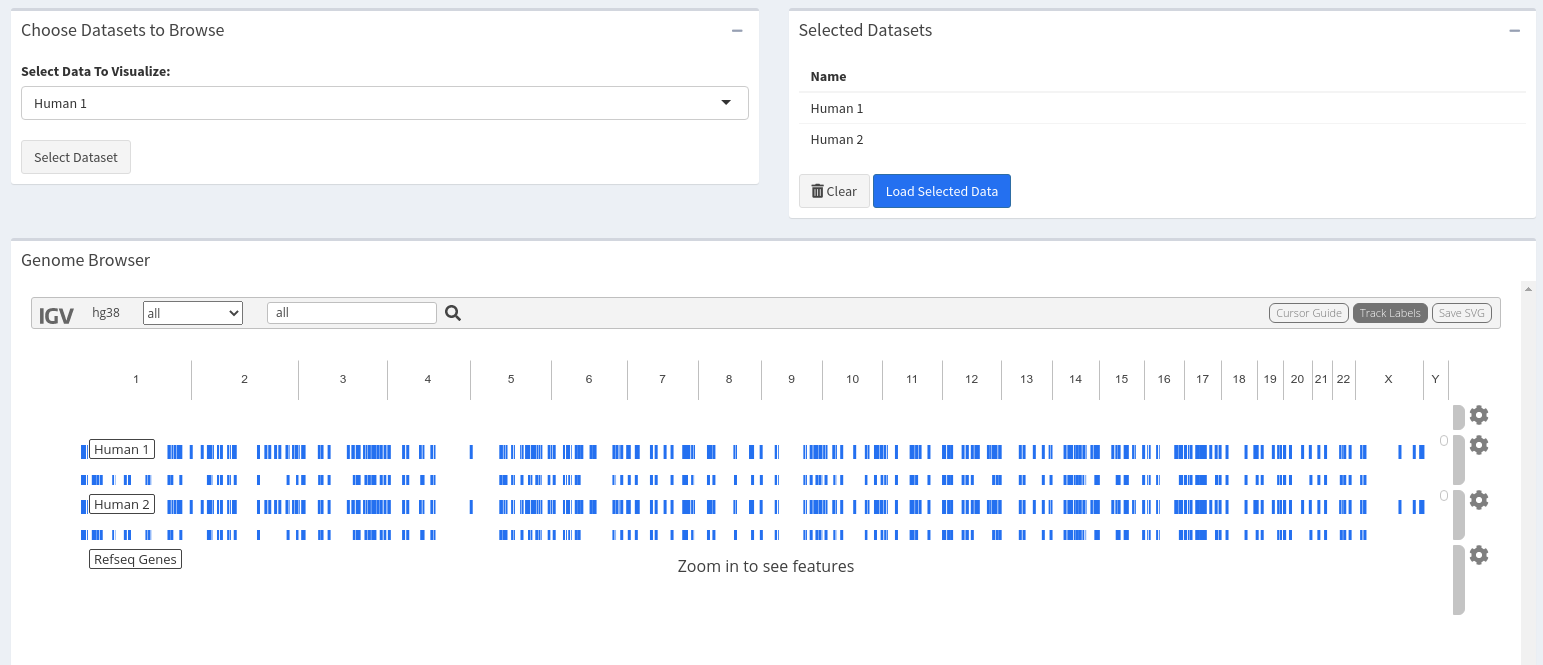 Choose Datasets to Browse
Select Data To Visualize:
Human 1
Select Dataset
Selected Datasets
Name
Human 1
Human 2
Clear
Load Selected Data
Genome Browser
IGV hg38 all all Cursor Guide Track Labels Save SVG
1 2 3 4 5 6 7 8 9 10 11 12 13 14 15 16 17 18 19 20 21 22 X Y
Human 1
0
Human 2
0
Refseq Genes
Zoom in to see features